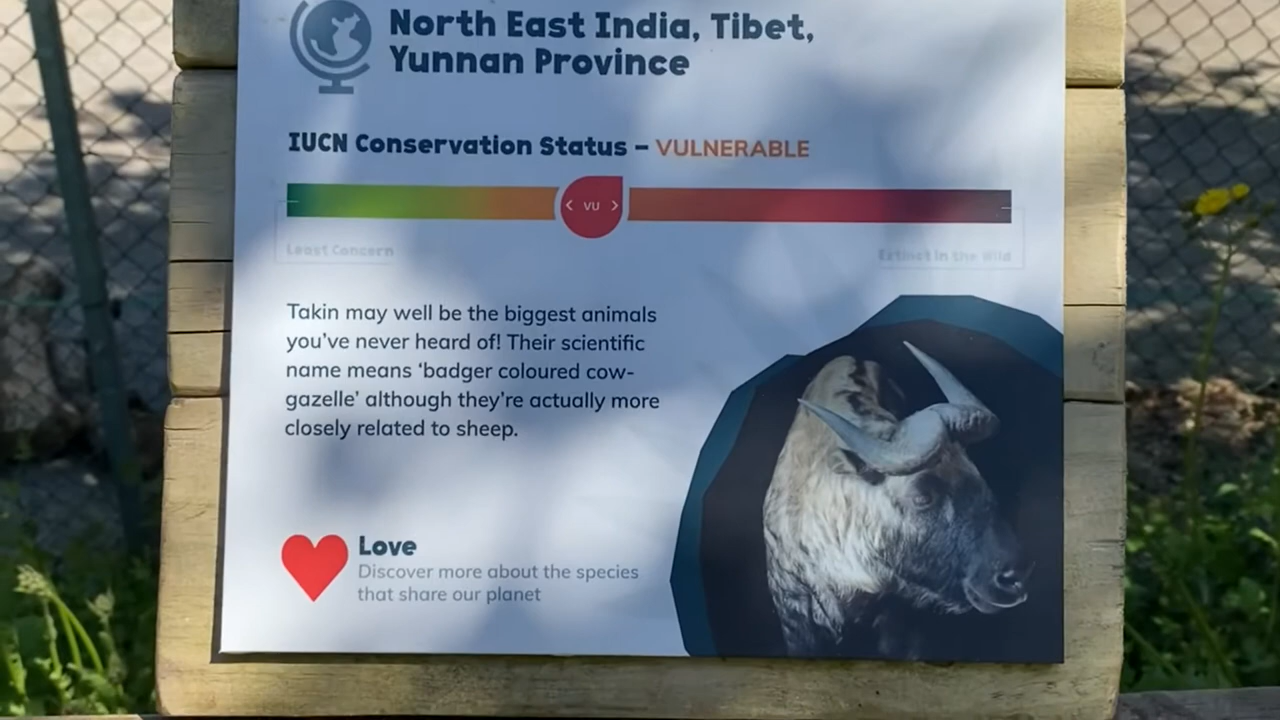 North East India, Tibet,
Yunnan Province
IUCN Conservation Status – VULNERABLE
< VU >
Least Concern
Extinct in the Wild
Takin may well be the biggest animals
you've never heard of! Their scientific
name means ‘badger coloured cow-
gazelle’ although they're actually more
closely related to sheep.
Love
Discover more about the species
that share our planet